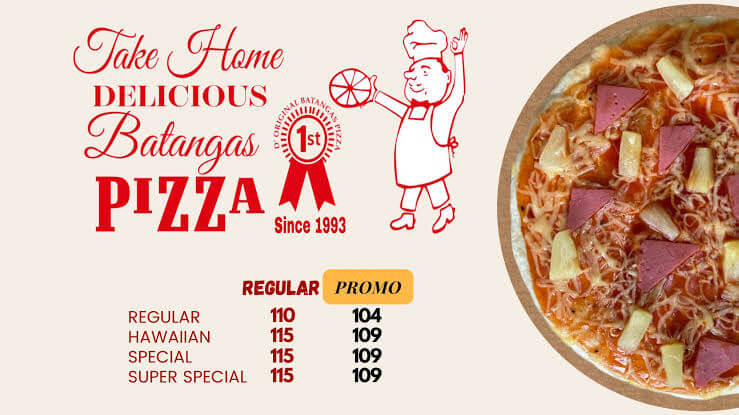 Take Home
DELICIOUS
Batangas
PIZZA
D' ORIGINAL BATANGAS PIZZA
1st
Since 1993
REGULAR PROMO
REGULAR 110 104
HAWAIIAN 115 109
SPECIAL 115 109
SUPER SPECIAL 115 109